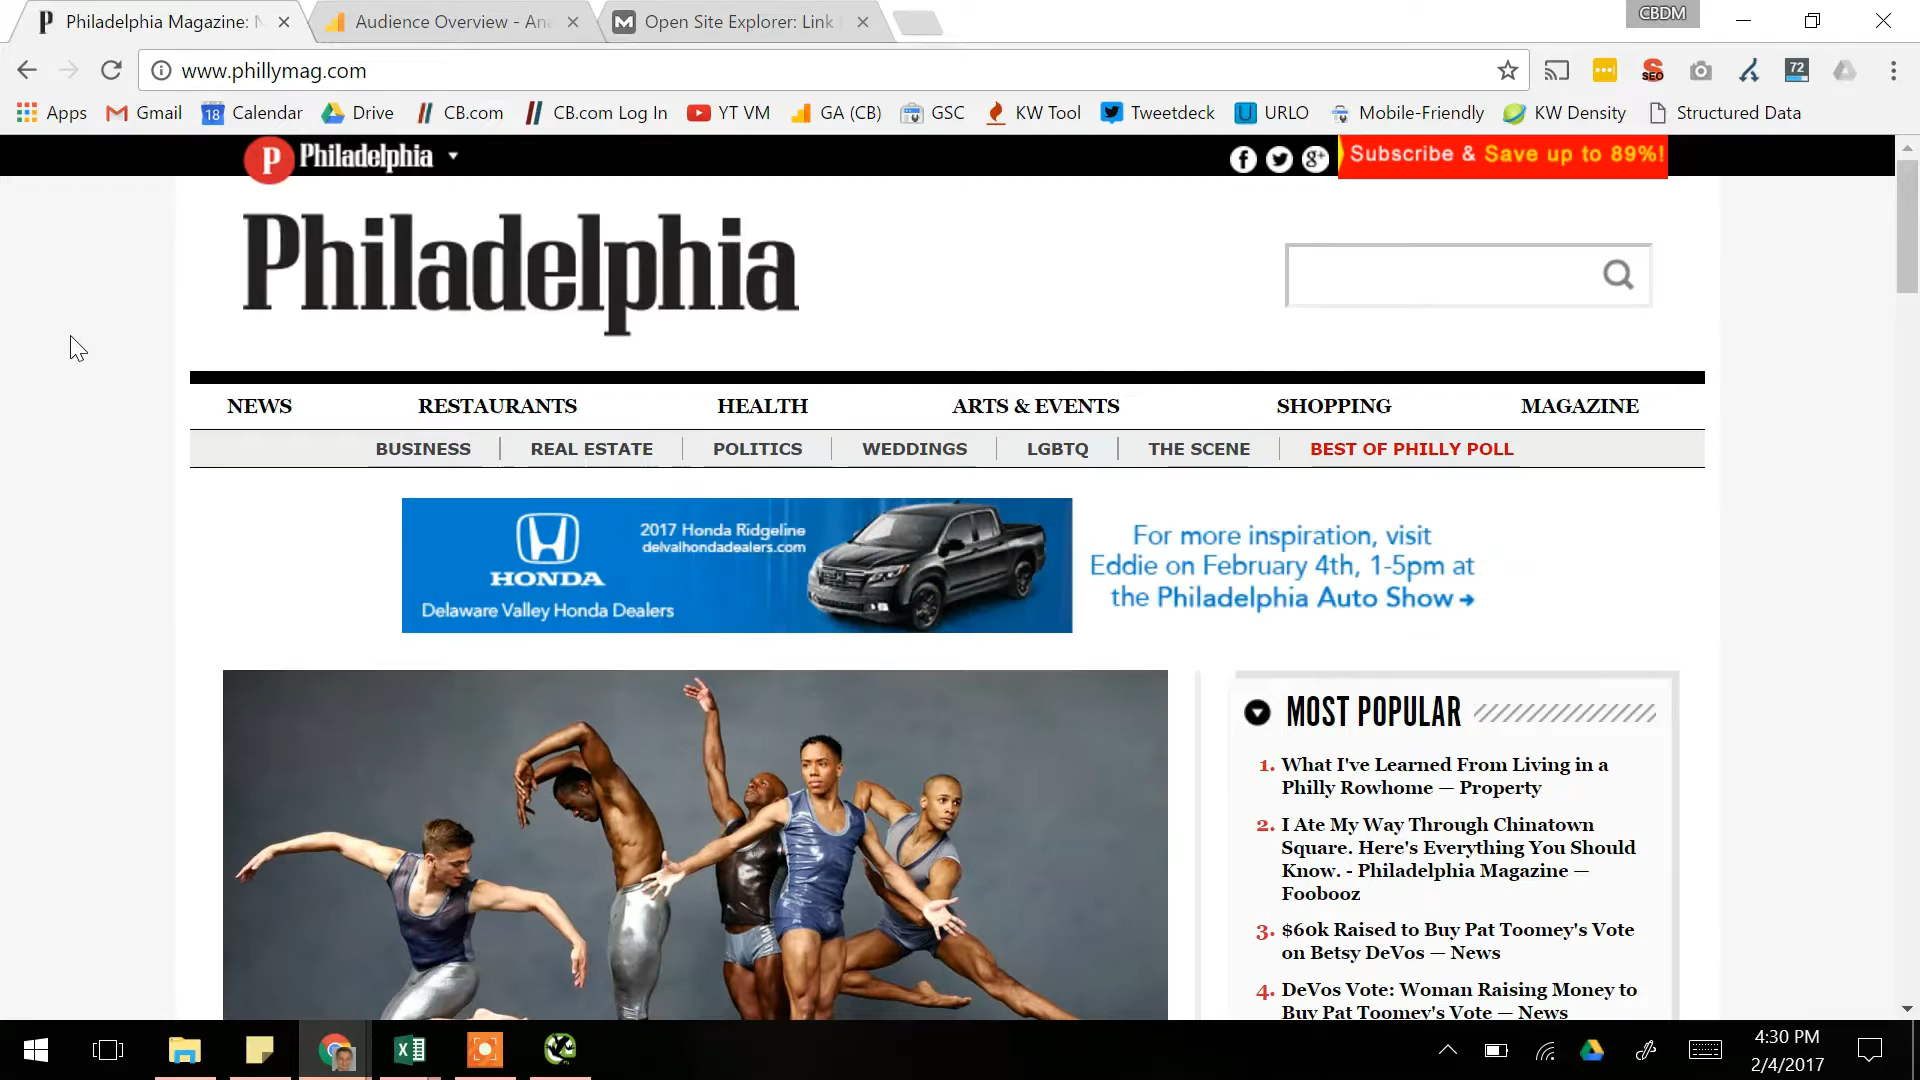 Philadelphia Magazine:
Audience Overview - An
Open Site Explorer: Link
CBDM
www.phillymag.com
SEO
72
Apps
Gmail
18
Calendar
Drive
CB.com
CB.com Log In
YT VM
GA (CB)
GSC
KW Tool
Tweetdeck
URLO
Mobile-Friendly
KW Density
Structured Data
P
Philadelphia
Subscribe & Save up to 89%!
Philadelphia
NEWS
RESTAURANTS
HEALTH
ARTS & EVENTS
SHOPPING
MAGAZINE
BUSINESS
REAL ESTATE
POLITICS
WEDDINGS
LGBTQ
THE SCENE
BEST OF PHILLY POLL
HONDA
Delaware Valley Honda Dealers
2017 Honda Ridgeline
delvalhondadealers.com
For more inspiration, visit
Eddie on February 4th, 1-5pm at
the Philadelphia Auto Show
MOST POPULAR
1. What I've Learned From Living in a
Philly Rowhome — Property
2. I Ate My Way Through Chinatown
Square. Here's Everything You Should
Know. - Philadelphia Magazine —
Foobooz
3. $60k Raised to Buy Pat Toomey's Vote
on Betsy DeVos — News
4. DeVos Vote: Woman Raising Money to
Buy Pat Toomey's Vote — News
4:30 PM
2/4/2017